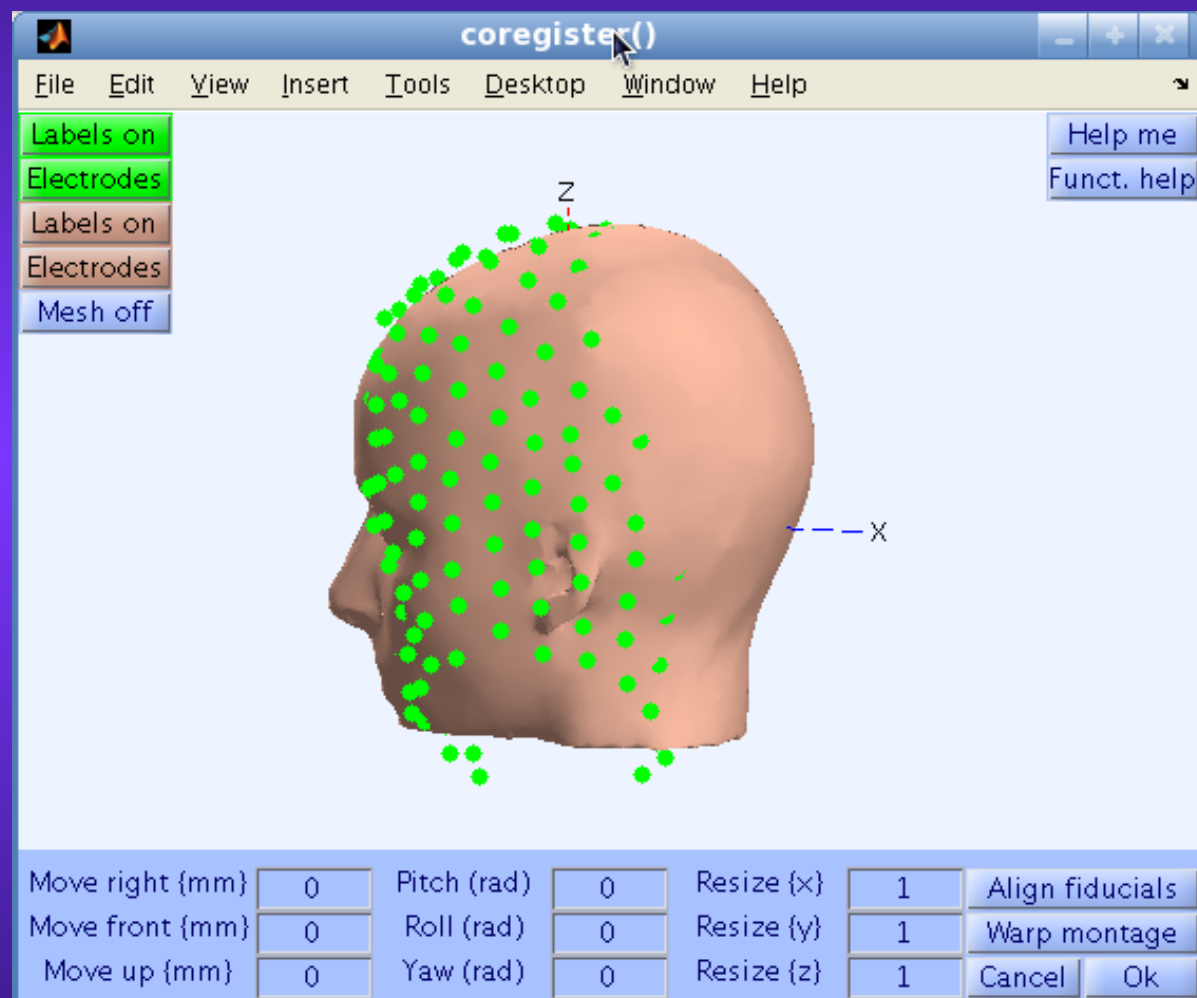 coregister()
File Edit View Insert Tools Desktop Window Help
Labels on
Help me
Electrodes
Funct. help
Labels on
Electrodes
Mesh off
Z
X
Move right {mm} 0 Pitch (rad) 0 Resize {x} 1 Align fiducials
Move front {mm} 0 Roll (rad) 0 Resize {y} 1 Warp montage
Move up {mm} 0 Yaw (rad) 0 Resize {z} 1 Cancel Ok